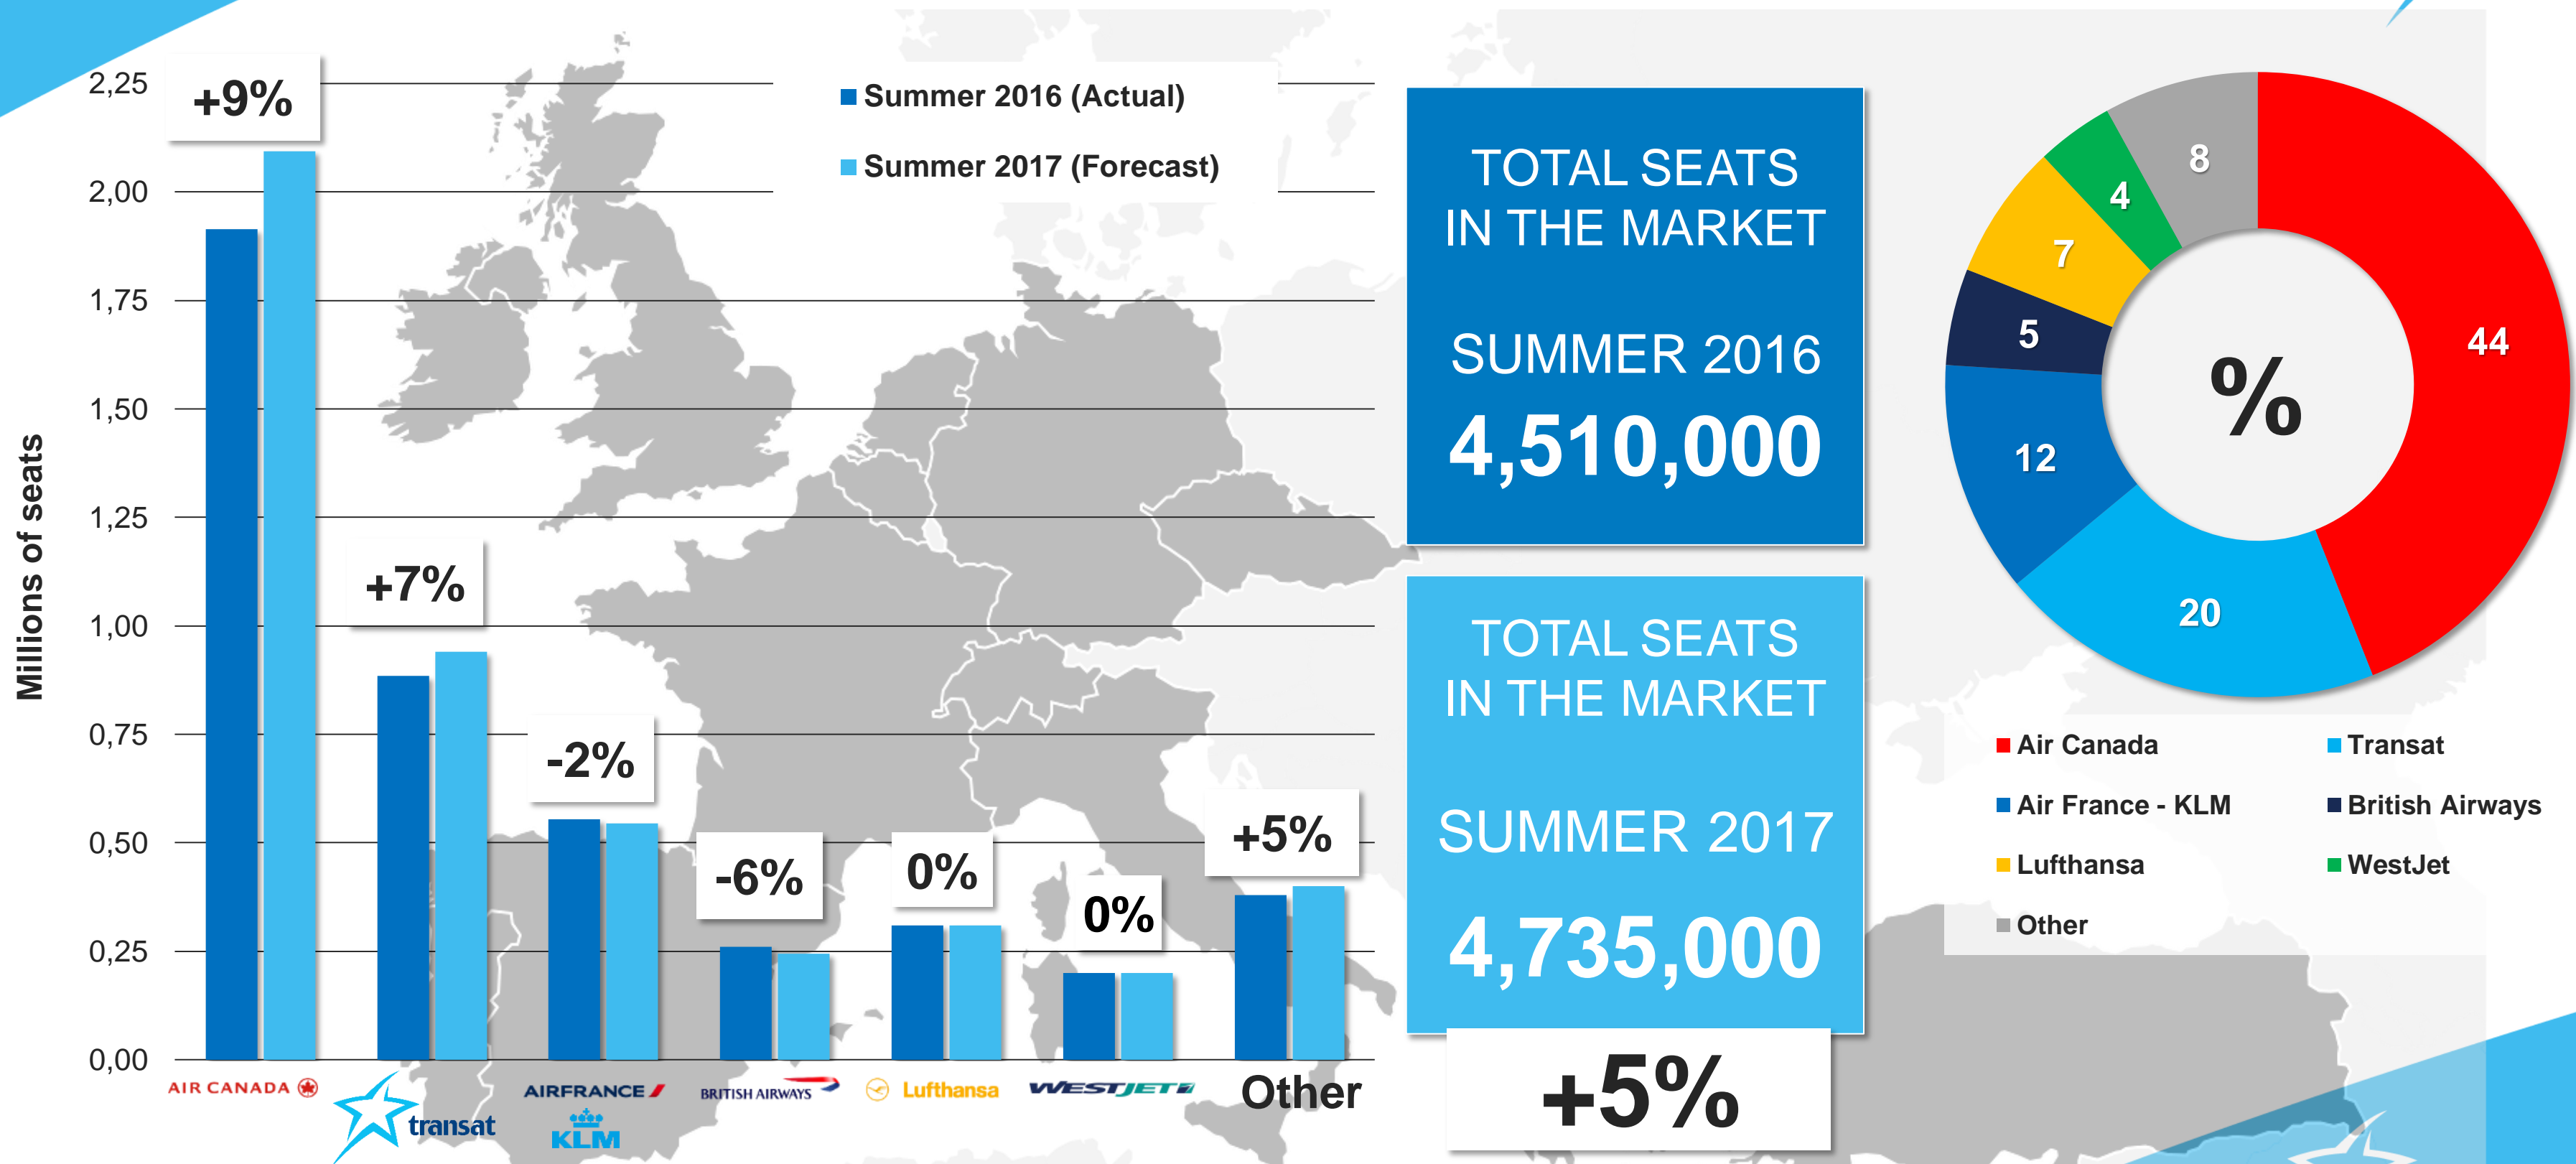 2,25
2,00
1,75
1,50
1,25
1,00
0,75
0,50
0,25
0,00
Millions of seats
+9%
+7%
-2%
-6%
0%
0%
+5%
Summer 2016 (Actual)
Summer 2017 (Forecast)
AIR CANADA
transat
AIRFRANCE
KLM
BRITISH AIRWAYS
Lufthansa
WESTJET
Other
TOTAL SEATS
IN THE MARKET
SUMMER 2016
4,510,000
TOTAL SEATS
IN THE MARKET
SUMMER 2017
4,735,000
+5%
8
4
7
5
12
20
44
%
Air Canada
Transat
Air France - KLM
British Airways
Lufthansa
WestJet
Other